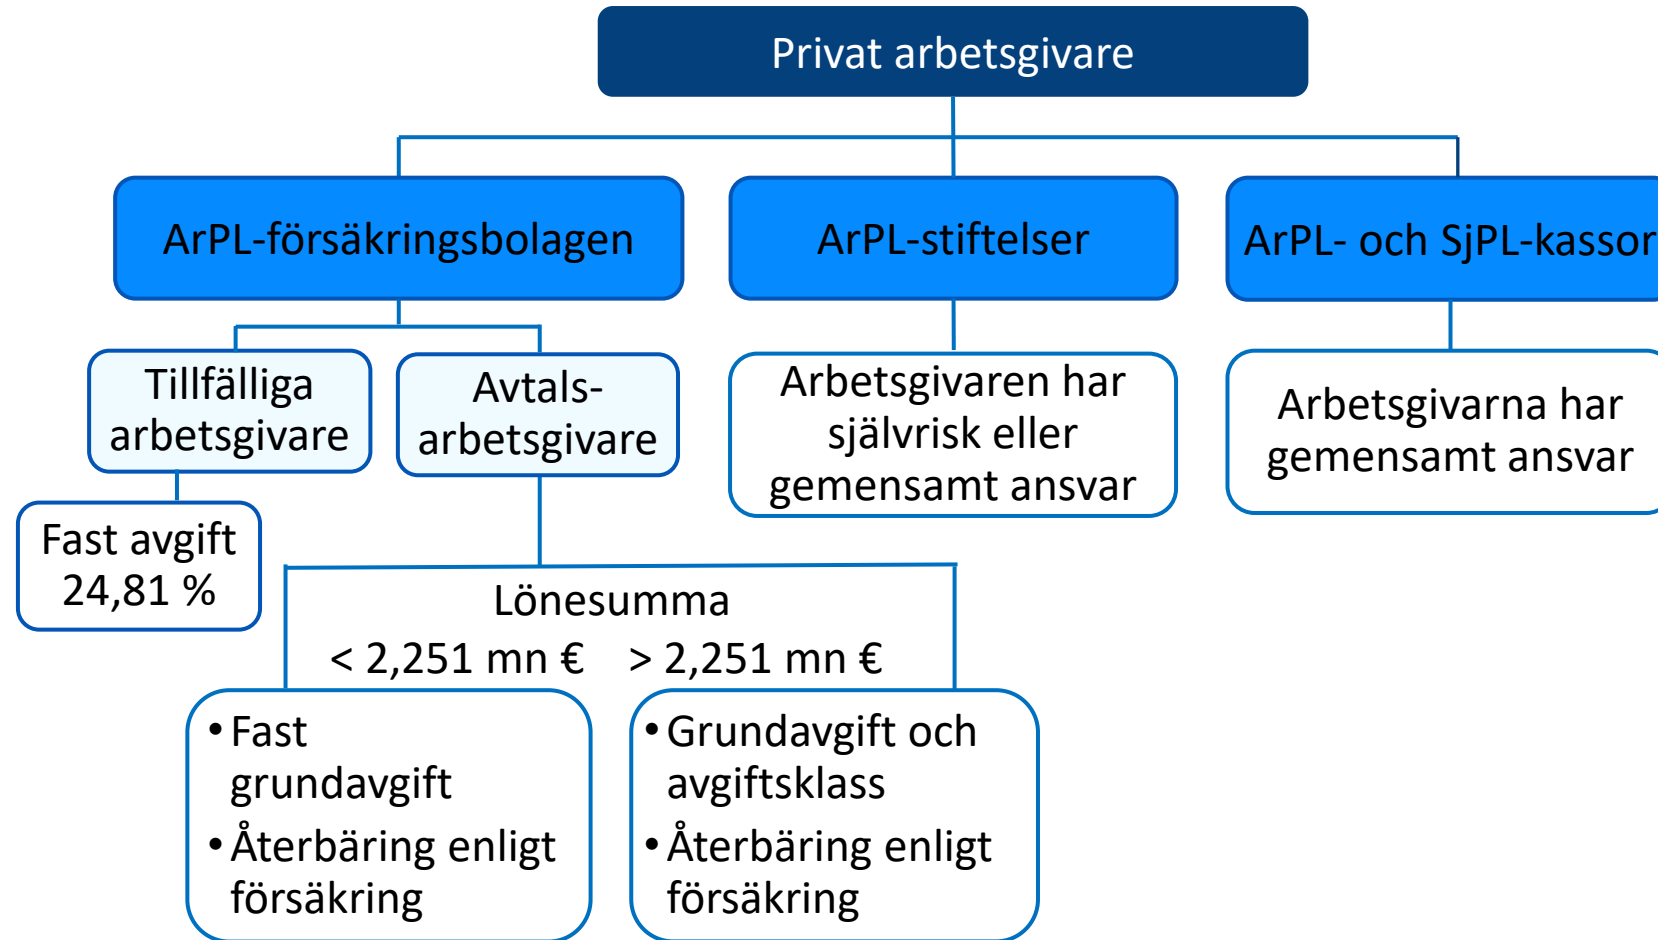 Privat arbetsgivare
ArPL-försäkringsbolagen
ArPL-stiftelser
ArPL- och SjPL-kassor
Tillfälliga
arbetsgivare
Avtals-
arbetsgivare
Arbetsgivaren har
självrisk eller
gemensamt ansvar
Arbetsgivarna har
gemensamt ansvar
Fast avgift
24,81 %
Lönesumma
< 2,251 mn € > 2,251 mn €
• Fast
grundavgift
• Återbäring enligt
försäkring
• Grundavgift och
avgiftsklass
• Återbäring enligt
försäkring